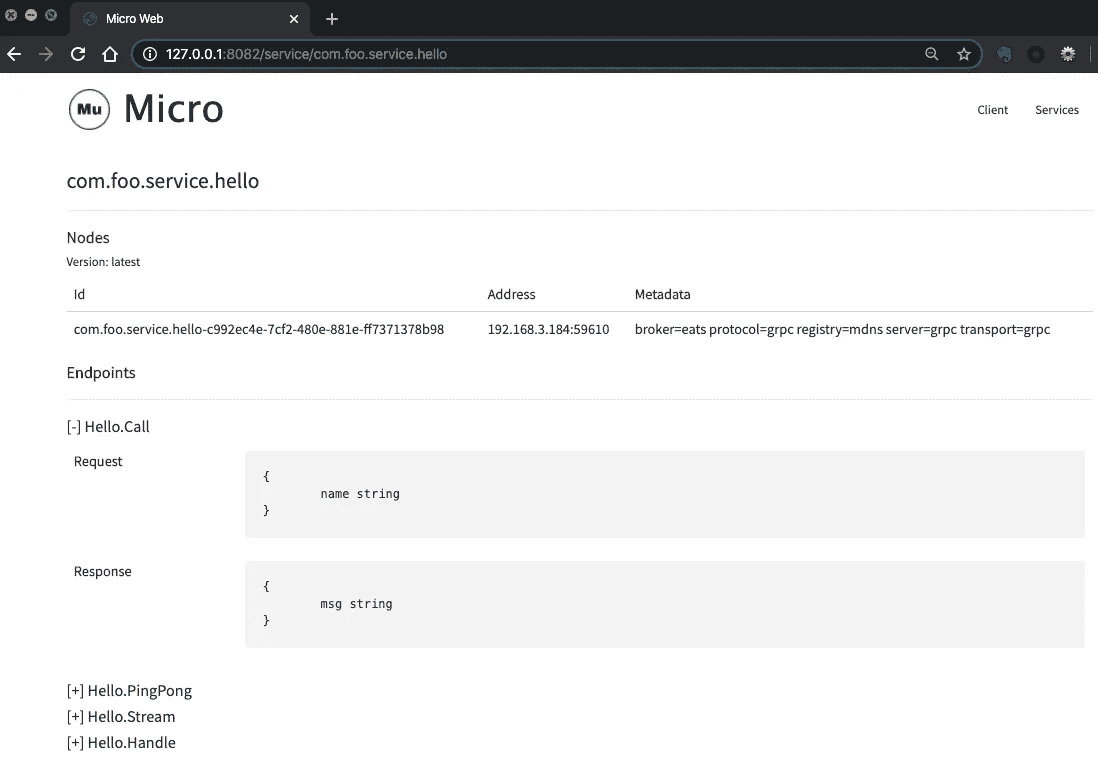 Micro Web
127.0.0.1:8082/service/com.foo.service.hello
Mu Micro
Client Services
com.foo.service.hello
Nodes
Version: latest
Id Address Metadata
com.foo.service.hello-c992ec4e-7cf2-480e-881e-ff7371378b98 192.168.3.184:59610 broker=eats protocol=grpc registry=mdns server=grpc transport=grpc
Endpoints
[-] Hello.Call
Request
{
name string
}
Response
{
msg string
}
[+] Hello.PingPong
[+] Hello.Stream
[+] Hello.Handle